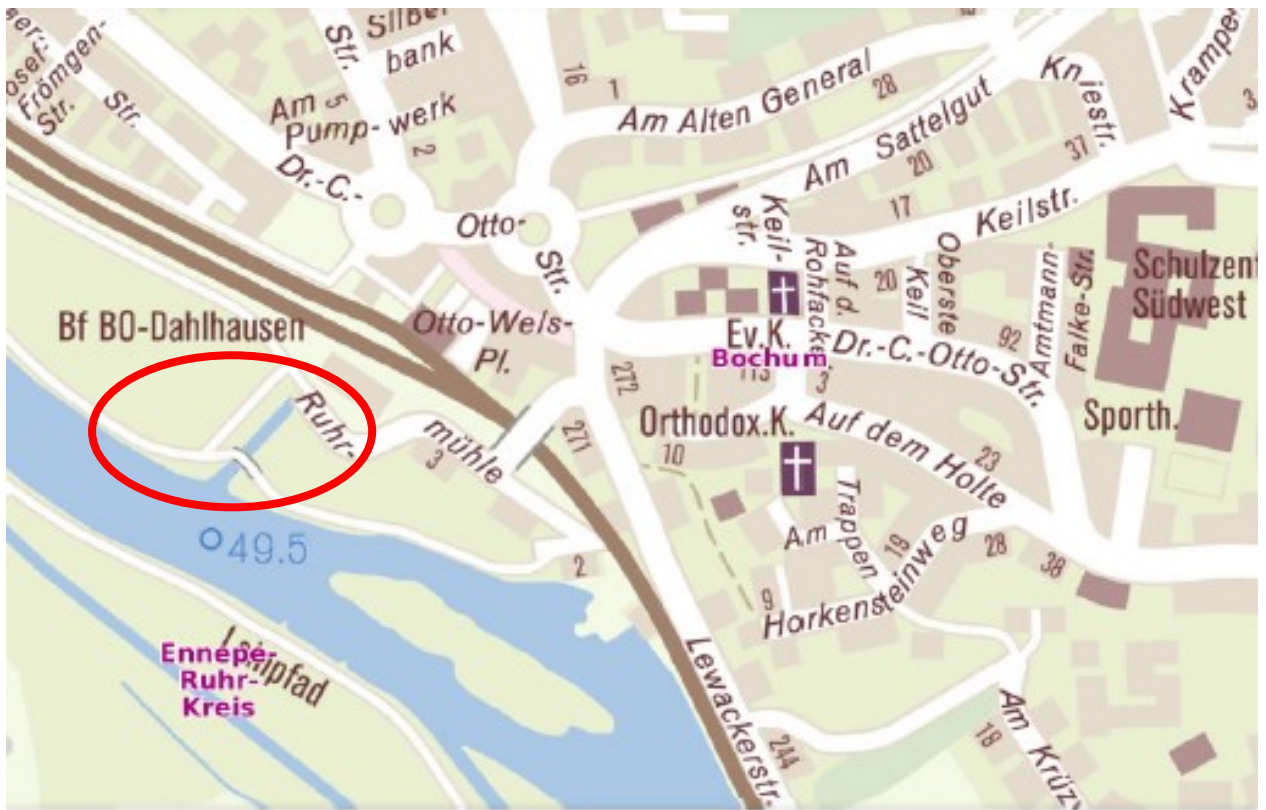 Silber
bank
Str.
Josef-
Frömgen-
Str.
Str.
Am
Pump-werk
5
2
16
1
Am Alten General
28
Kniestr.
37
Am Sattelgut
20
17
Keilstr.
Dr.-C.-
Otto-
Str.
Keil-
str.
Auf d.
Rohfacke
20
Oberste
Keil
Amtmann-
Falke-Str.
Schulzent
Südwest
Bf BO-Dahlhausen
Otto-Wels-
Pl.
Ev.K.
Bochum
Dr.-C.-Otto-Str.
92
113
3
272
271
Ruhr-
mühle
3
Orthodox.K.
10
Auf dem Holte
23
Sporth.
49.5
2
Am
Trappen
19
28
38
9
Horkensteinweg
Leinpfad
Ennepe-
Ruhr-
Kreis
Lewackerstr.
244
18
Am Krüz